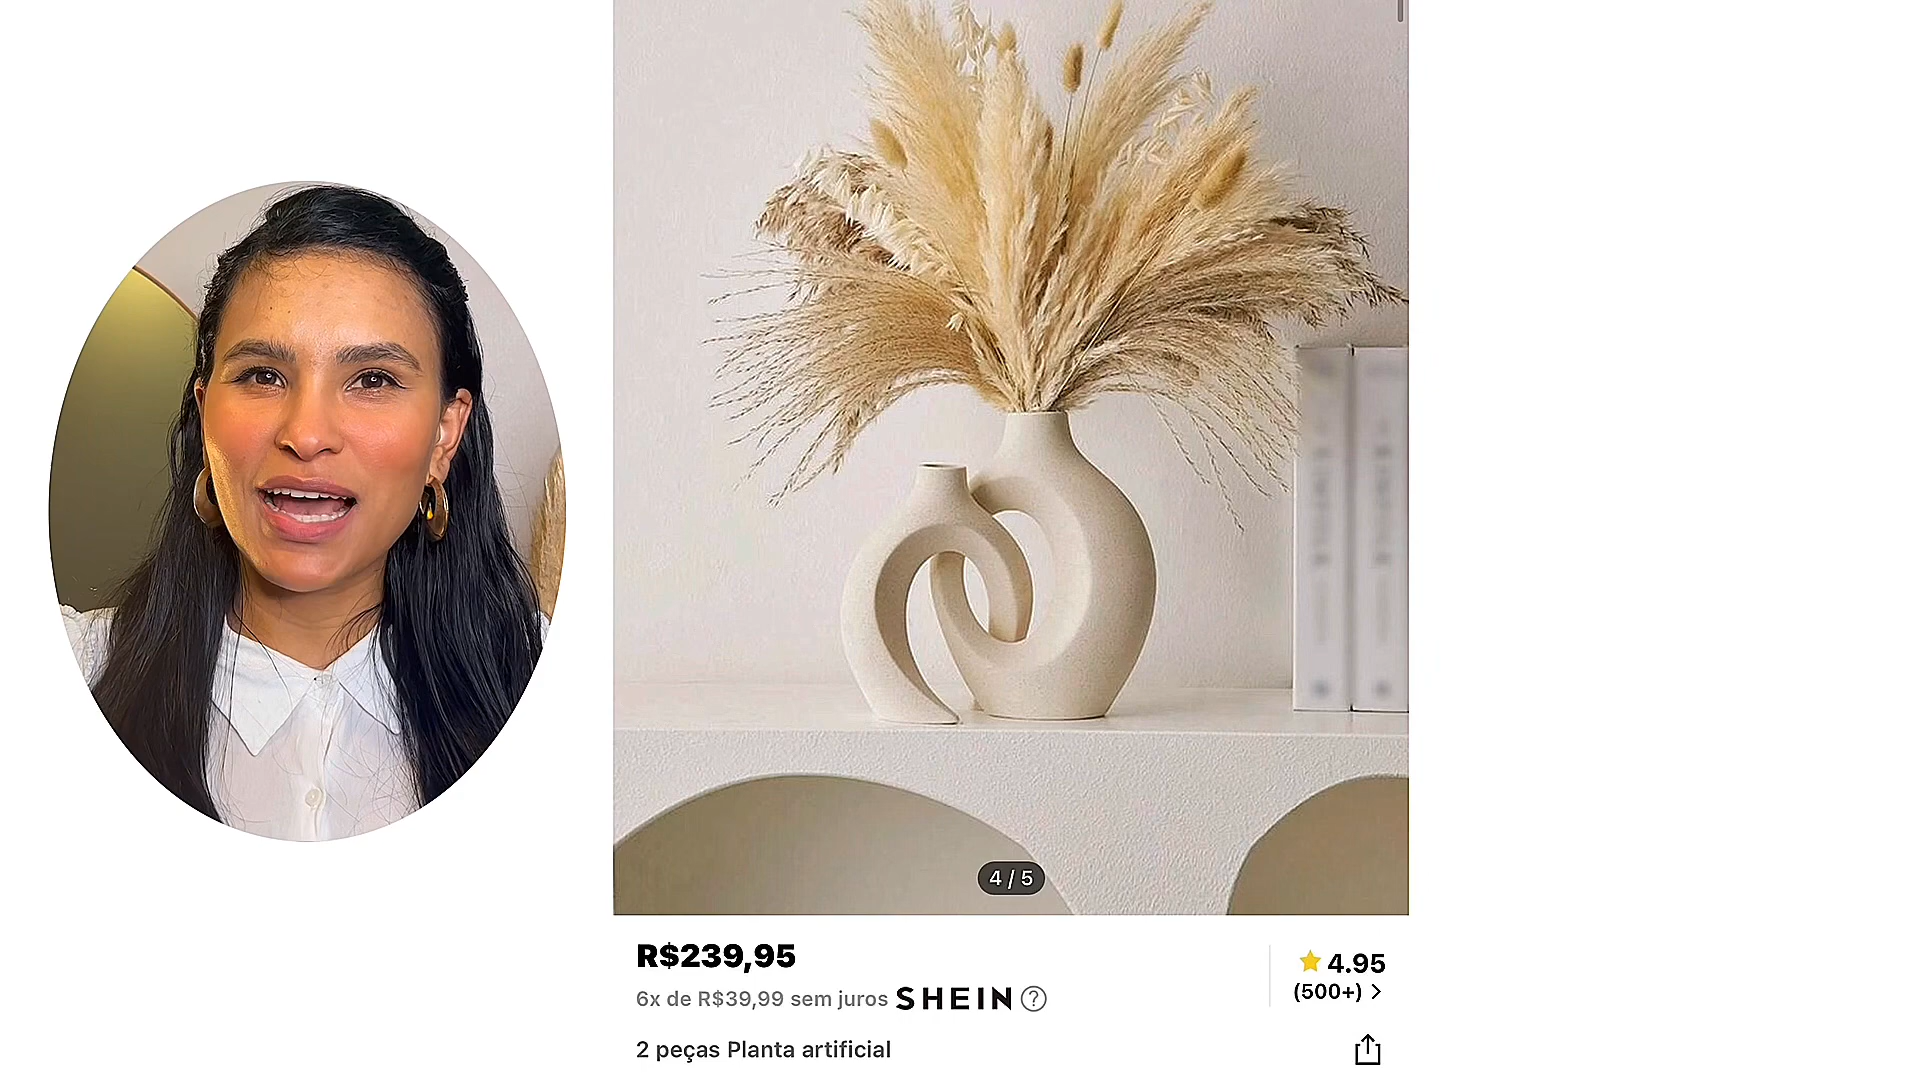 4 / 5
R$239,95
4.95
6x de R$39,99 sem juros SHEIN ?
(500+) >
2 peças Planta artificial